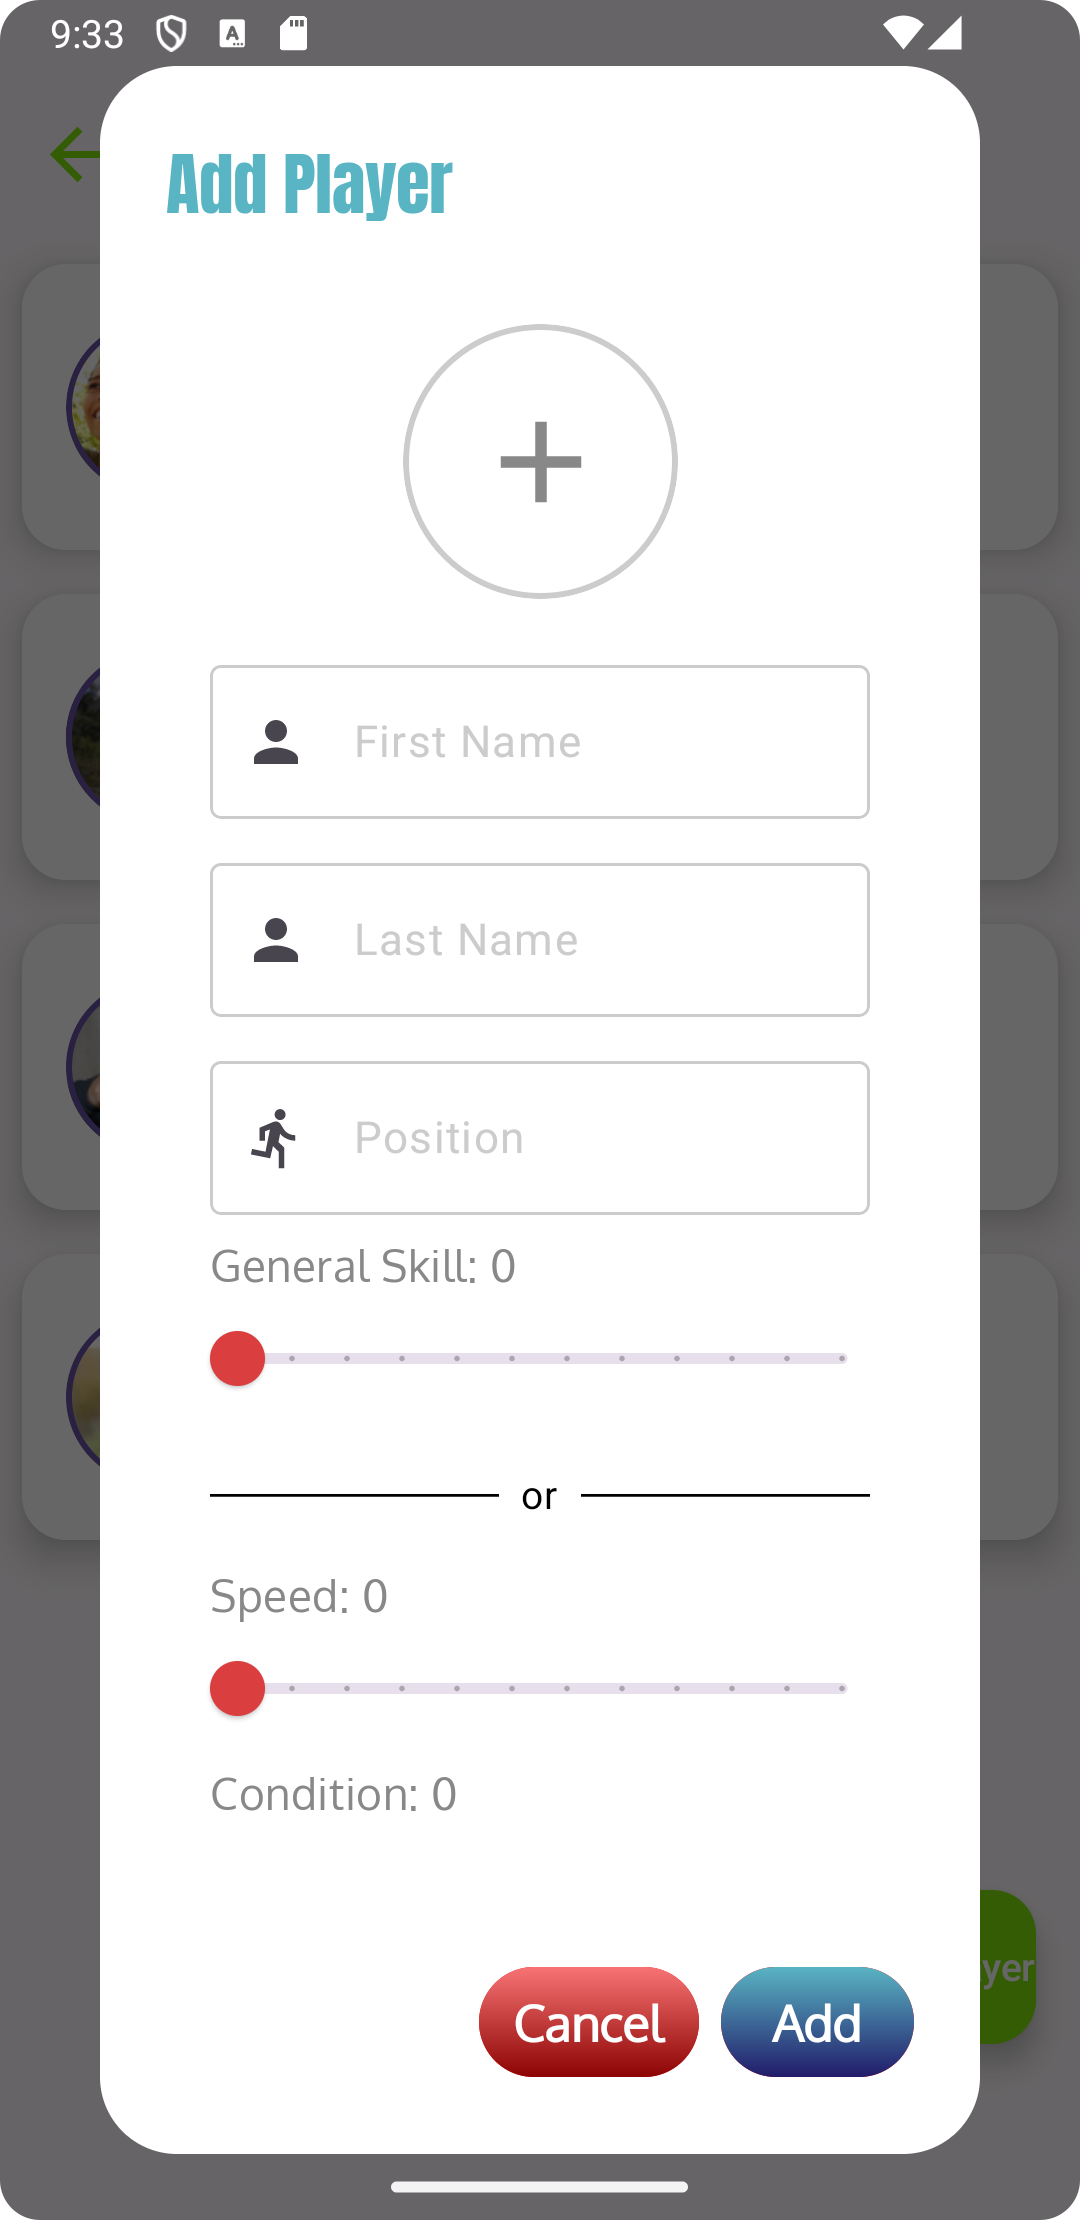 9:33
Add Player
First Name
Last Name
Position
General Skill: 0
or
Speed: 0
Condition: 0
yer
Cancel
Add